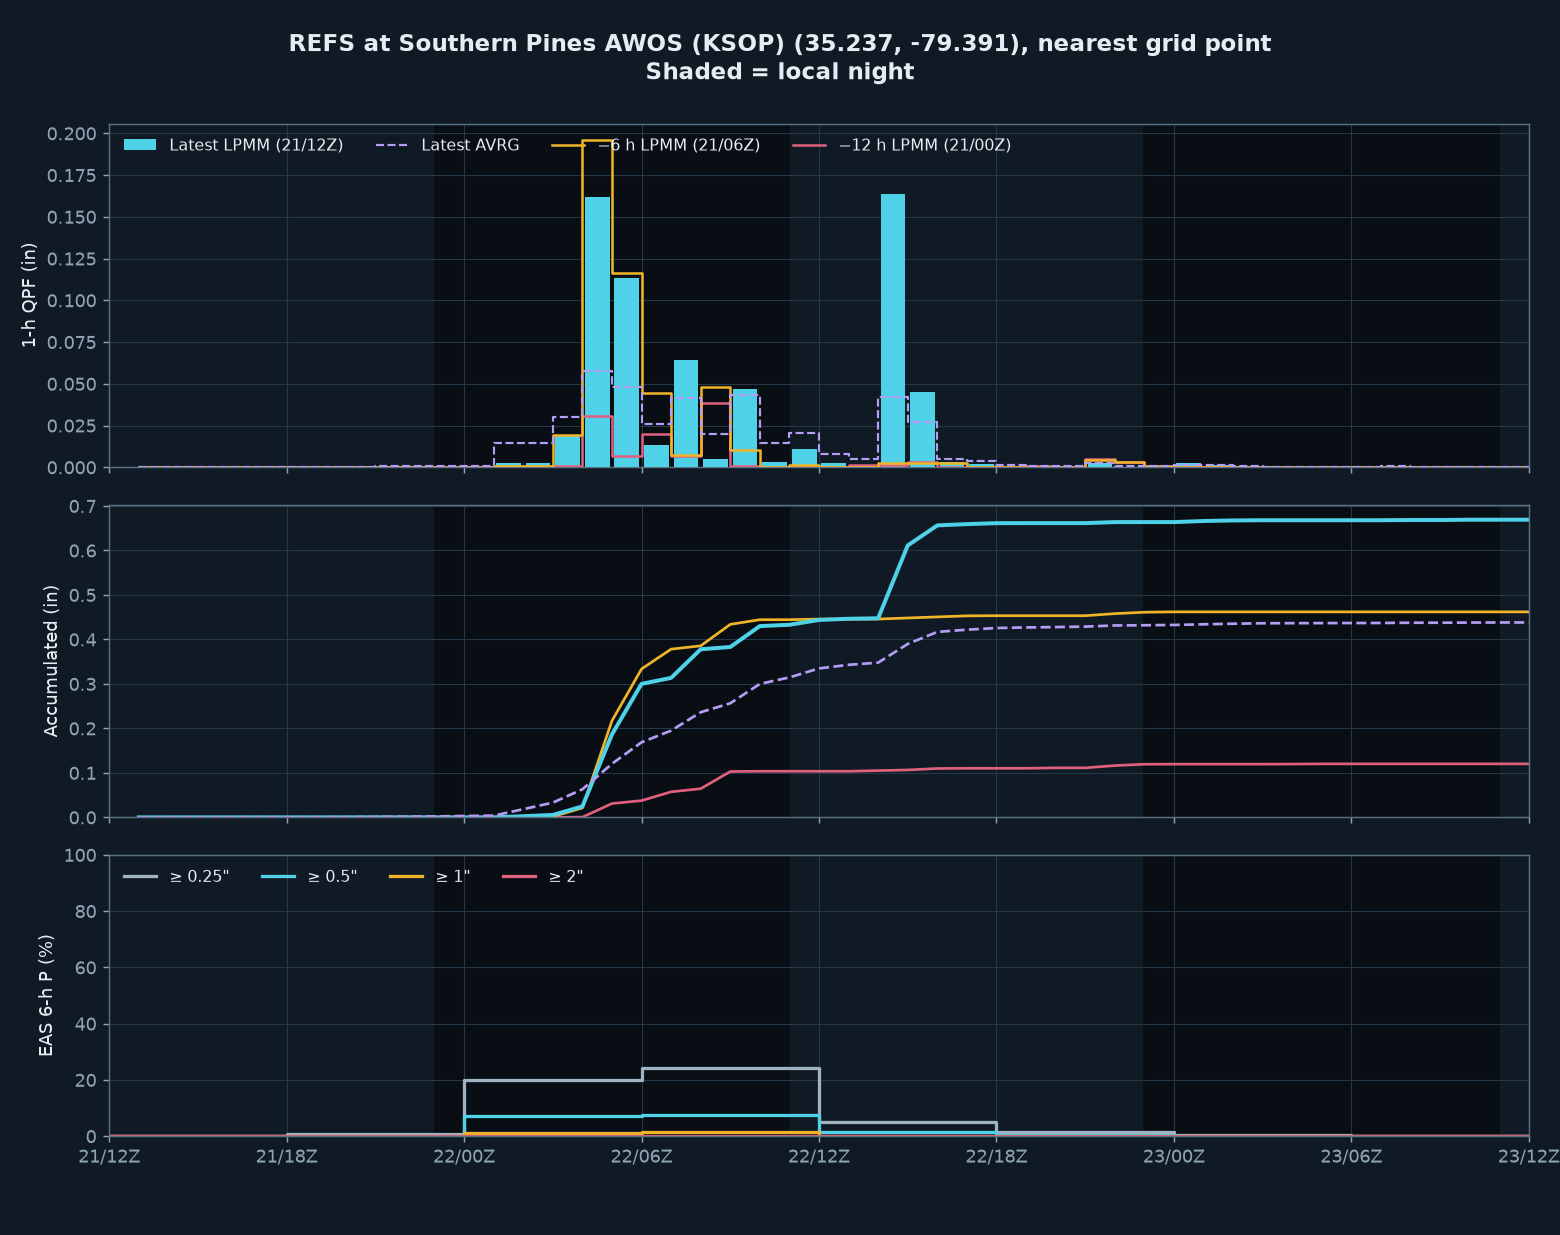 REFS at Southern Pines AWOS (KSOP) (35.237, -79.391), nearest grid point
Shaded = local night
Latest LPMM (21/12Z) Latest AVRG −6 h LPMM (21/06Z) −12 h LPMM (21/00Z)
1-h QPF (in)
0.200
0.175
0.150
0.125
0.100
0.075
0.050
0.025
0.000
Accumulated (in)
0.7
0.6
0.5
0.4
0.3
0.2
0.1
0.0
≥ 0.25" ≥ 0.5" ≥ 1" ≥ 2"
EAS 6-h P (%)
100
80
60
40
20
0
21/12Z 21/18Z 22/00Z 22/06Z 22/12Z 22/18Z 23/00Z 23/06Z 23/12Z